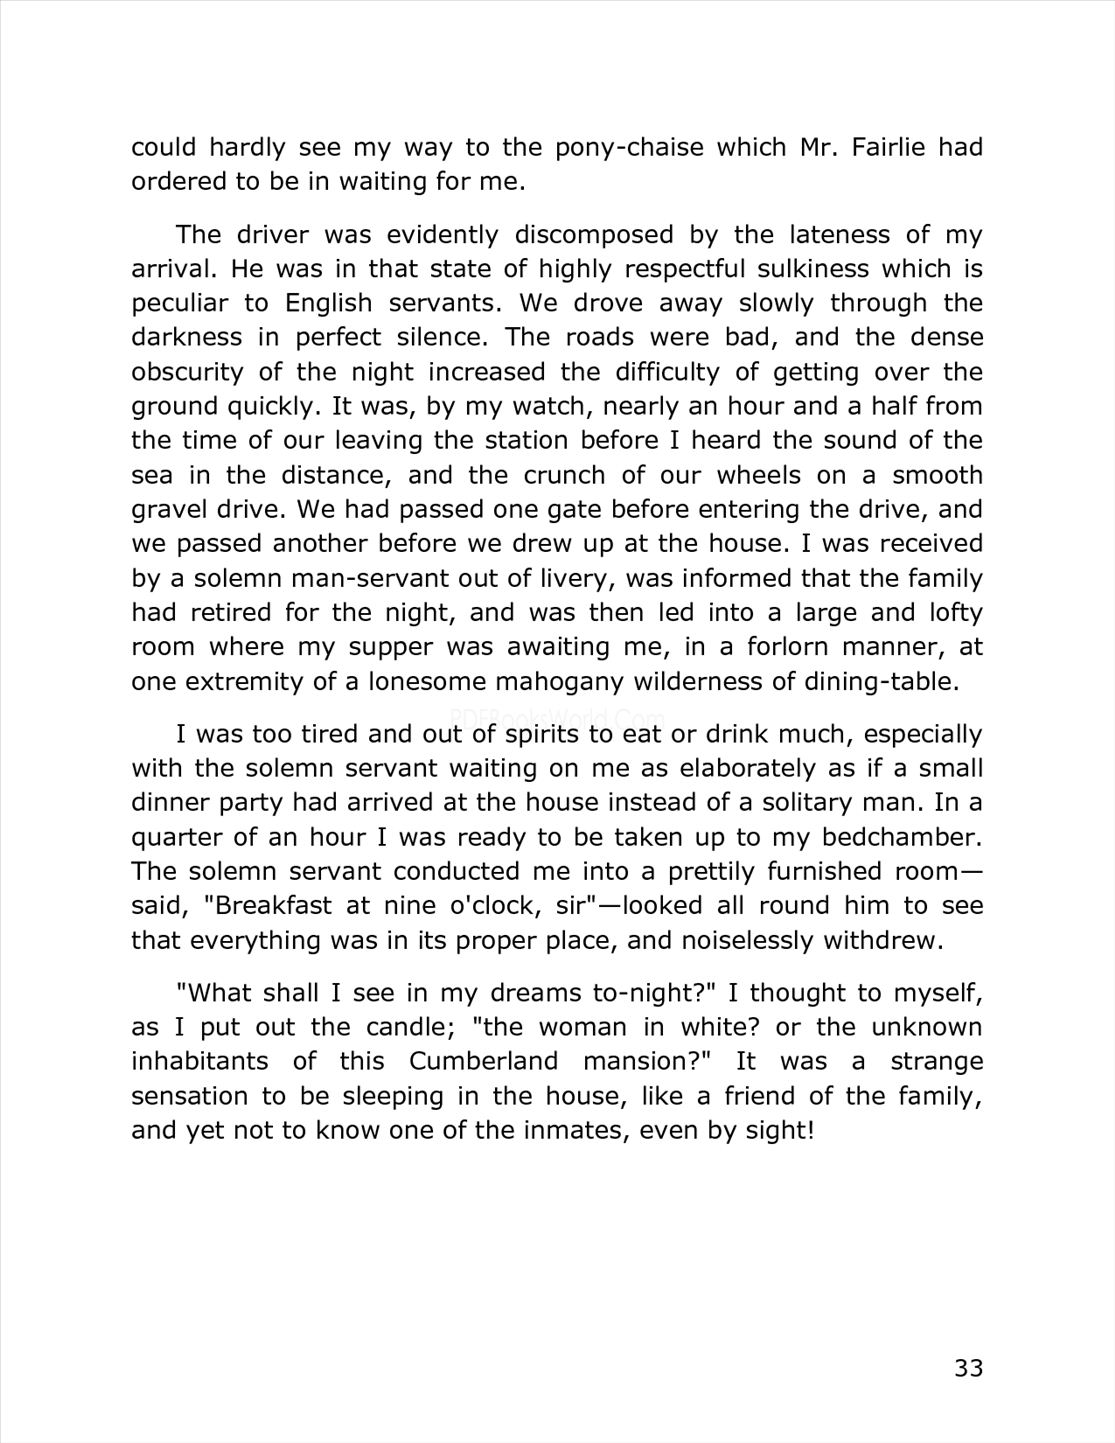 could hardly see my way to the pony-chaise which Mr. Fairlie had
ordered to be in waiting for me.
The driver was evidently discomposed by the lateness of my
arrival. He was in that state of highly respectful sulkiness which is
peculiar to English servants. We drove away slowly through the
darkness in perfect silence. The roads were bad, and the dense
obscurity of the night increased the difficulty of getting over the
ground quickly. It was, by my watch, nearly an hour and a half from
the time of our leaving the station before I heard the sound of the
sea in the distance, and the crunch of our wheels on a smooth
gravel drive. We had passed one gate before entering the drive, and
we passed another before we drew up at the house. I was received
by a solemn man-servant out of livery, was informed that the family
had retired for the night, and was then led into a large and lofty
room where my supper was awaiting me, in a forlorn manner, at
one extremity of a lonesome mahogany wilderness of dining-table.
PDFBooksWorld.Com
I was too tired and out of spirits to eat or drink much, especially
with the solemn servant waiting on me as elaborately as if a small
dinner party had arrived at the house instead of a solitary man. In a
quarter of an hour I was ready to be taken up to my bedchamber.
The solemn servant conducted me into a prettily furnished room—
said, "Breakfast at nine o'clock, sir"—looked all round him to see
that everything was in its proper place, and noiselessly withdrew.
"What shall I see in my dreams to-night?" I thought to myself,
as I put out the candle; "the woman in white? or the unknown
inhabitants of this Cumberland mansion?" It was a strange
sensation to be sleeping in the house, like a friend of the family,
and yet not to know one of the inmates, even by sight!
33